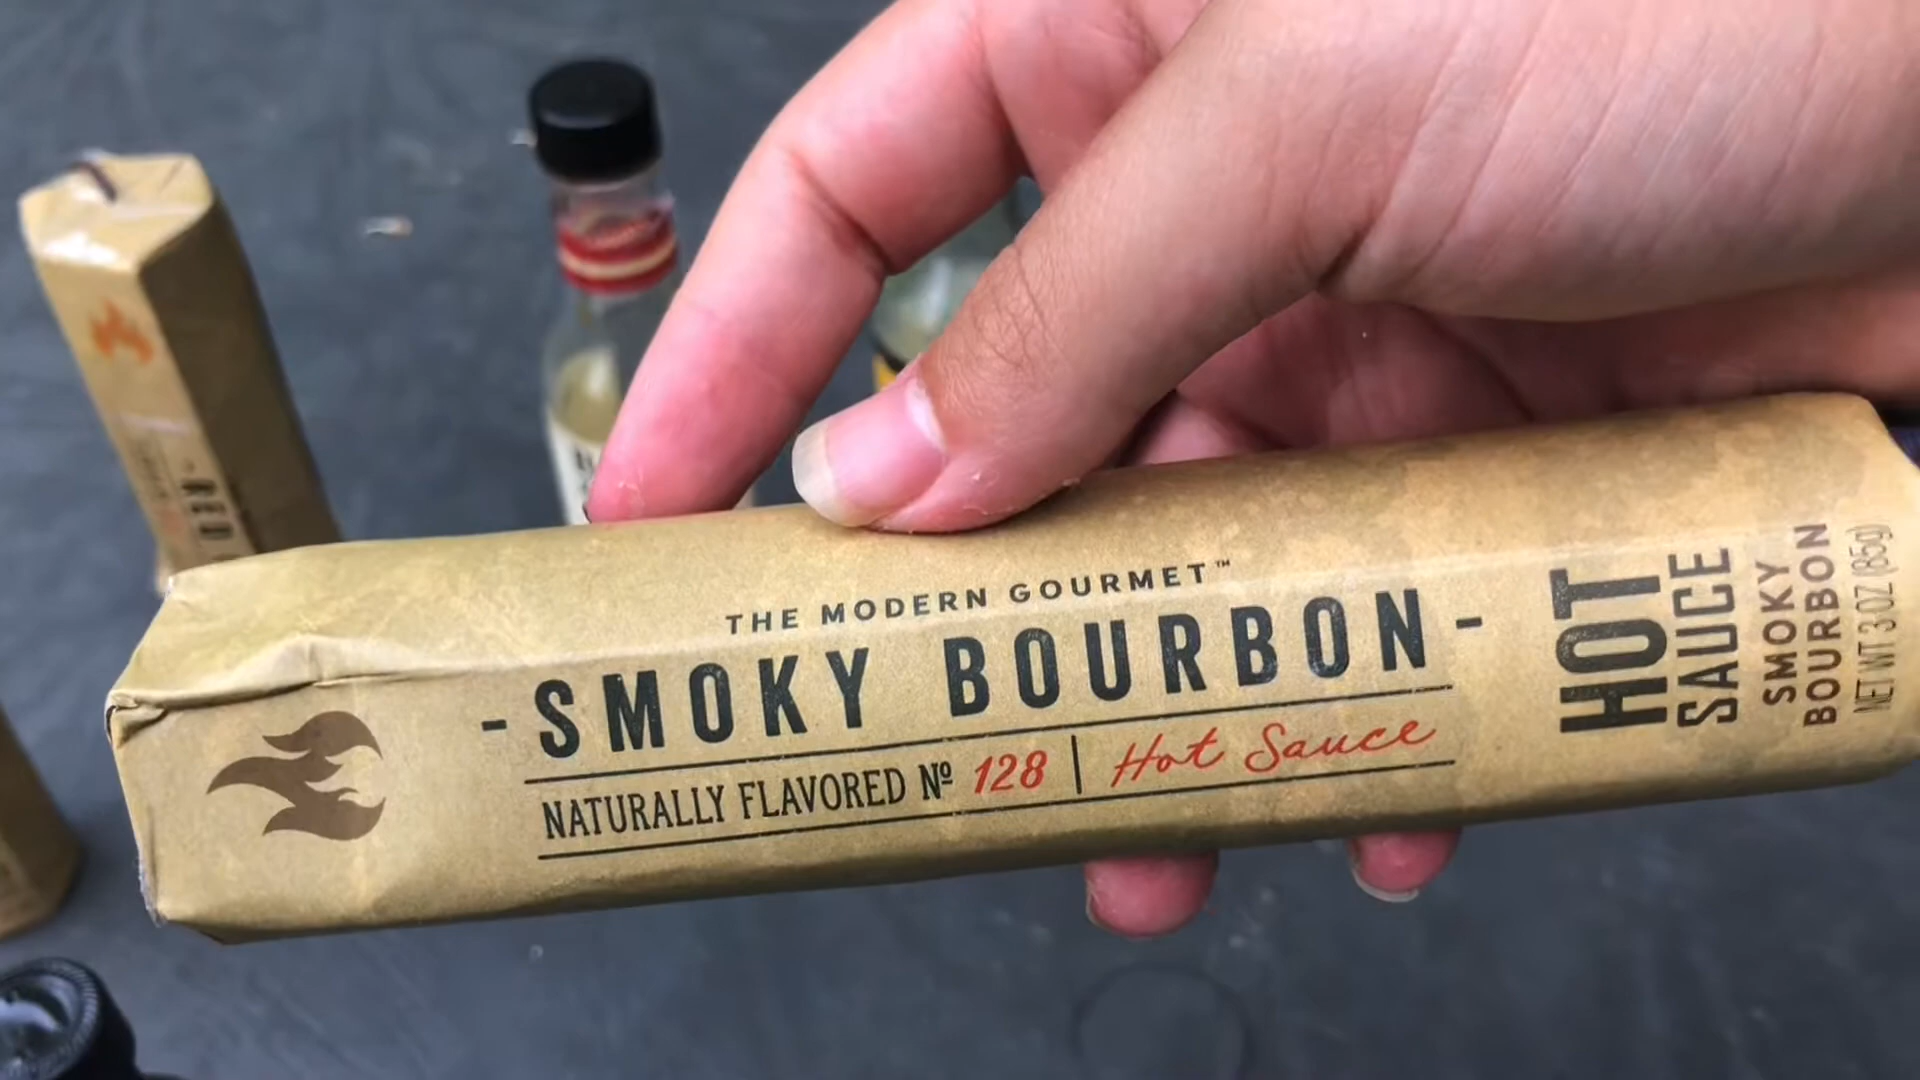 THE MODERN GOURMET™
-SMOKY BOURBON-
NATURALLY FLAVORED Nº 128 | Hot Sauce
HOT
SAUCE
SMOKY
BOURBON
NET WT 3 OZ (85g)
RED